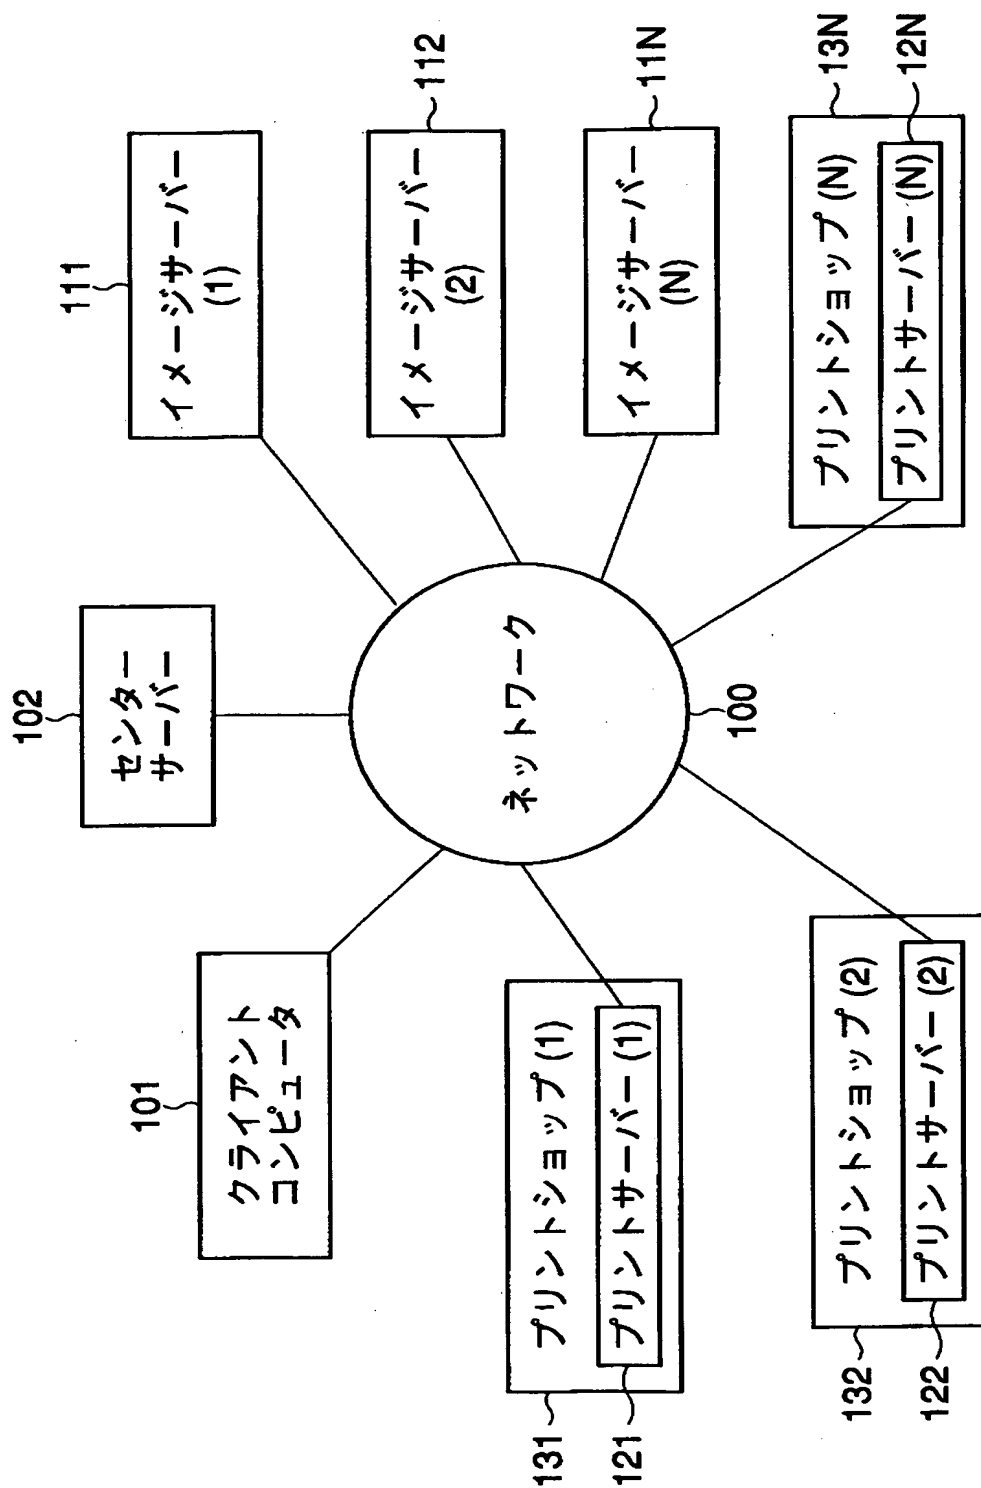 101
クライアント
コンピュータ
102
センター
サーバー
111
イメージサーバー
(1)
イメージサーバー
(2)
112
イメージサーバー
(N)
11N
ネットワーク
100
131
プリントショップ (1)
プリントサーバー (1)
121
132
プリントショップ (2)
プリントサーバー (2)
122
プリントショップ (N)
13N
プリントサーバー (N)
12N